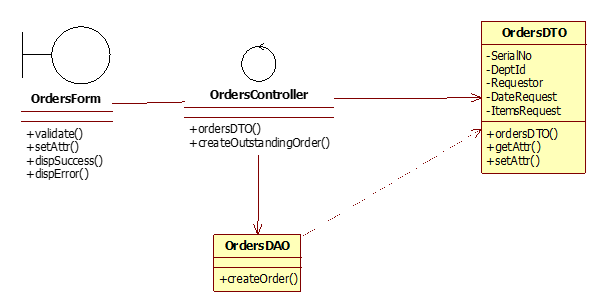 OrdersForm
+validate()
+setAttr()
+dispSuccess()
+dispError()
OrdersController
+ordersDTO()
+createOutstandingOrder()
OrdersDTO
-SerialNo
-DeptId
-Requestor
-DateRequest
-ItemsRequest
+ordersDTO()
+getAttr()
+setAttr()
OrdersDAO
+createOrder()